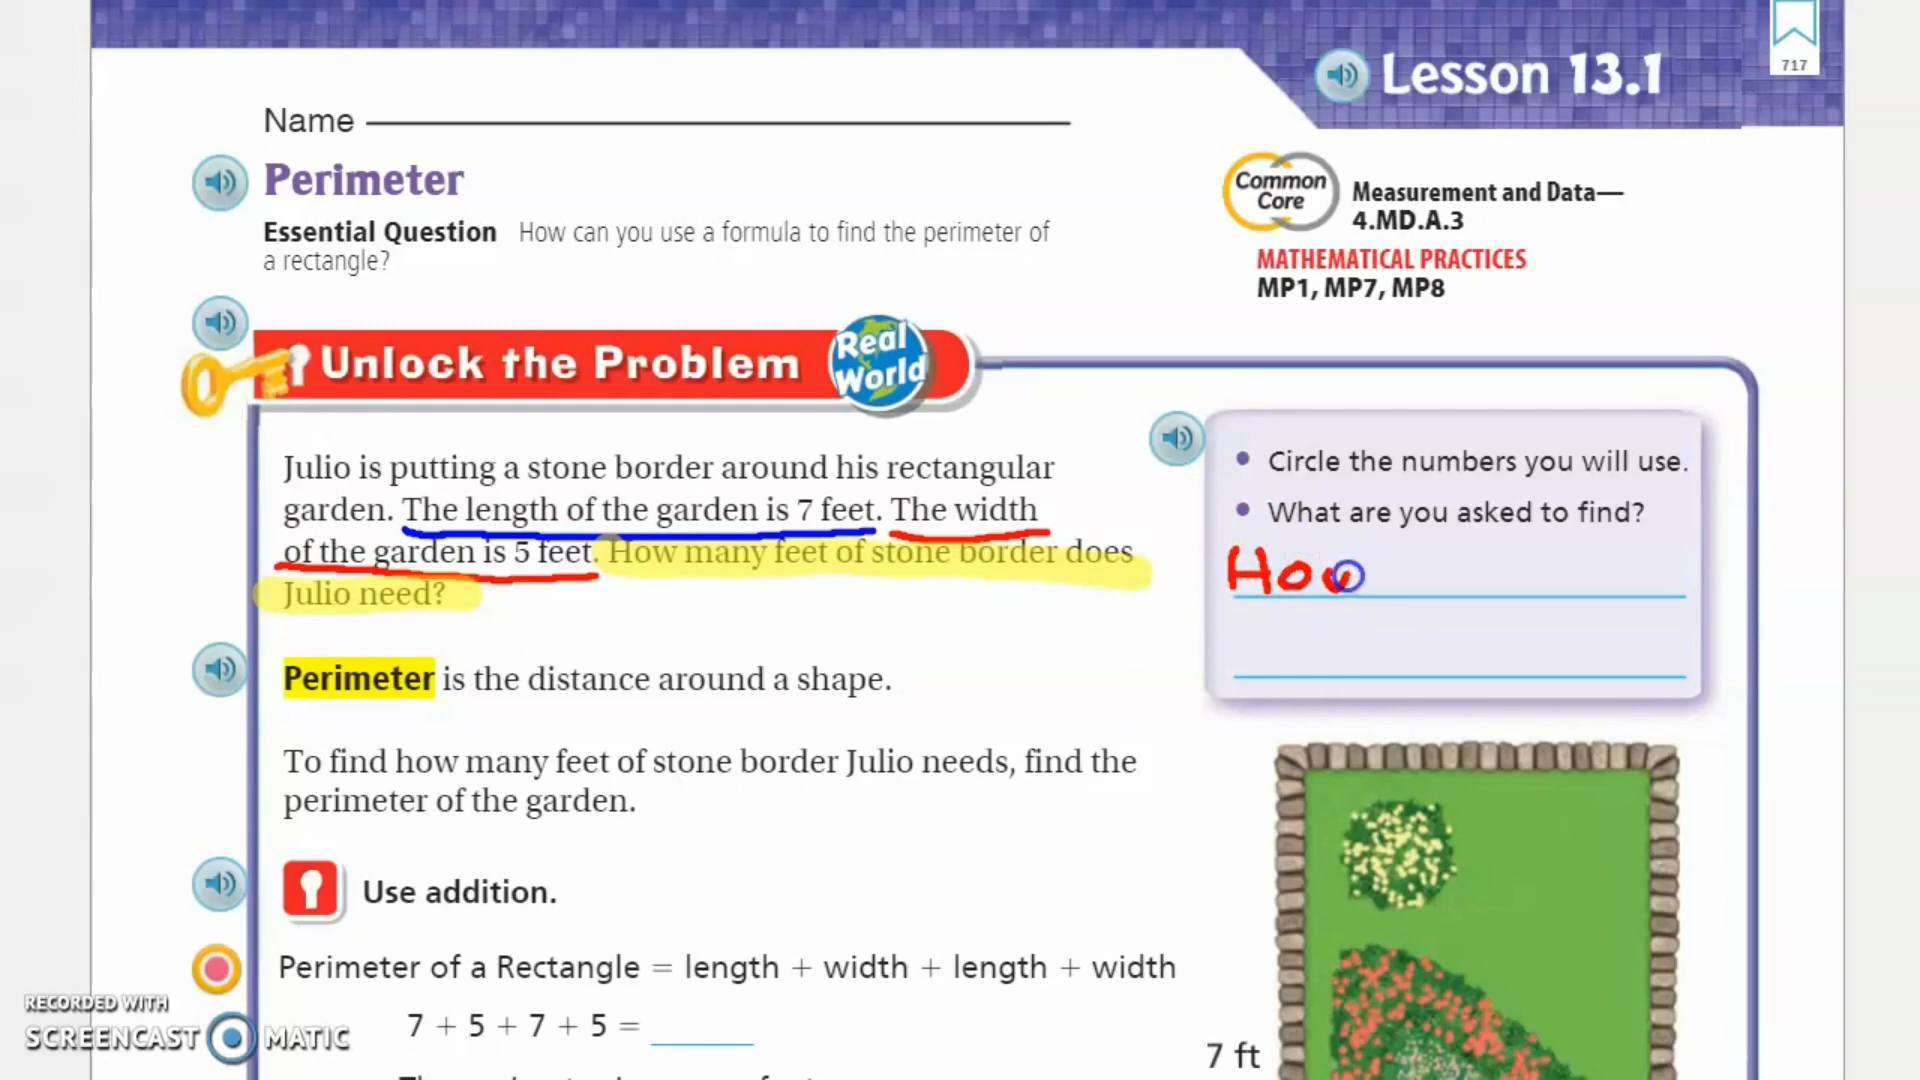 717
Lesson 13.1
Name
Perimeter
Essential Question How can you use a formula to find the perimeter of
a rectangle?
Common
Core
Measurement and Data—
4.MD.A.3
MATHEMATICAL PRACTICES
MP1, MP7, MP8
Unlock the Problem
Real
World
Julio is putting a stone border around his rectangular
garden. The length of the garden is 7 feet. The width
of the garden is 5 feet. How many feet of stone border does
Julio need?
• Circle the numbers you will use.
• What are you asked to find?
How
Perimeter is the distance around a shape.
To find how many feet of stone border Julio needs, find the
perimeter of the garden.
Use addition.
Perimeter of a Rectangle = length + width + length + width
7 + 5 + 7 + 5 =
7 ft
RECORDED WITH
SCREENCAST MATIC